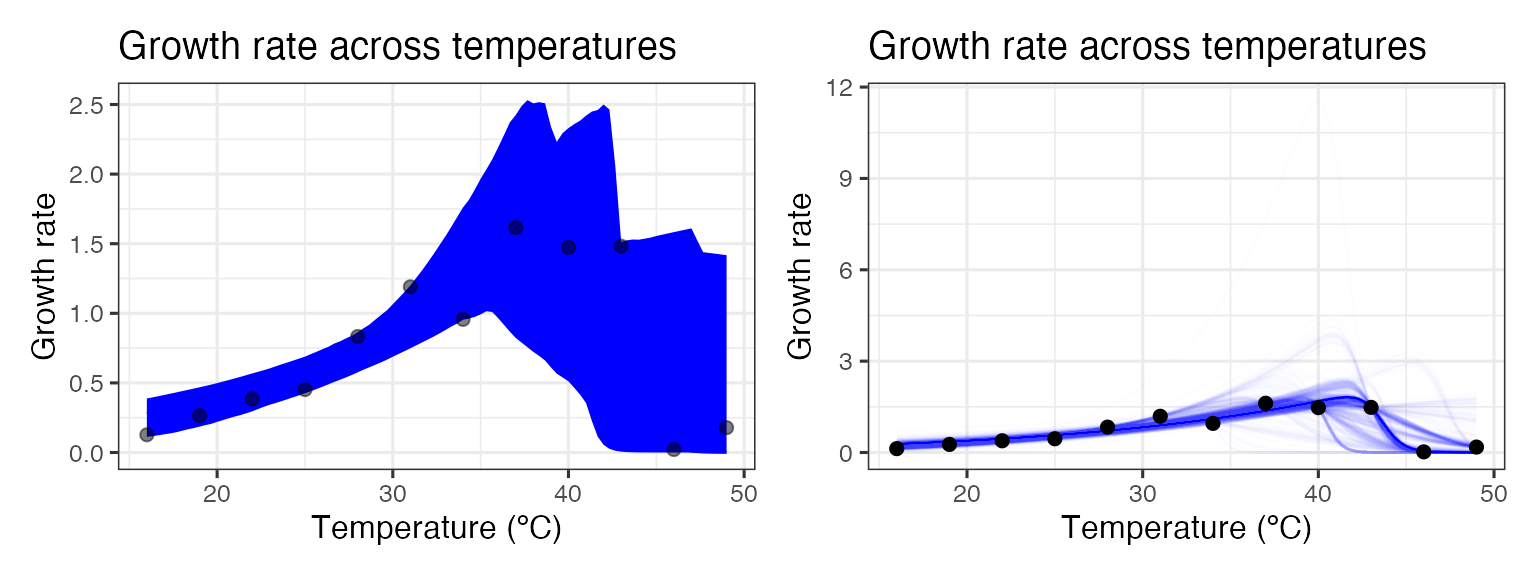 Growth rate across temperatures
Growth rate
2.5
2.0
1.5
1.0
0.5
0.0
20 30 40 50
Temperature (°C)
Growth rate across temperatures
Growth rate
12
9
6
3
0
20 30 40 50
Temperature (°C)